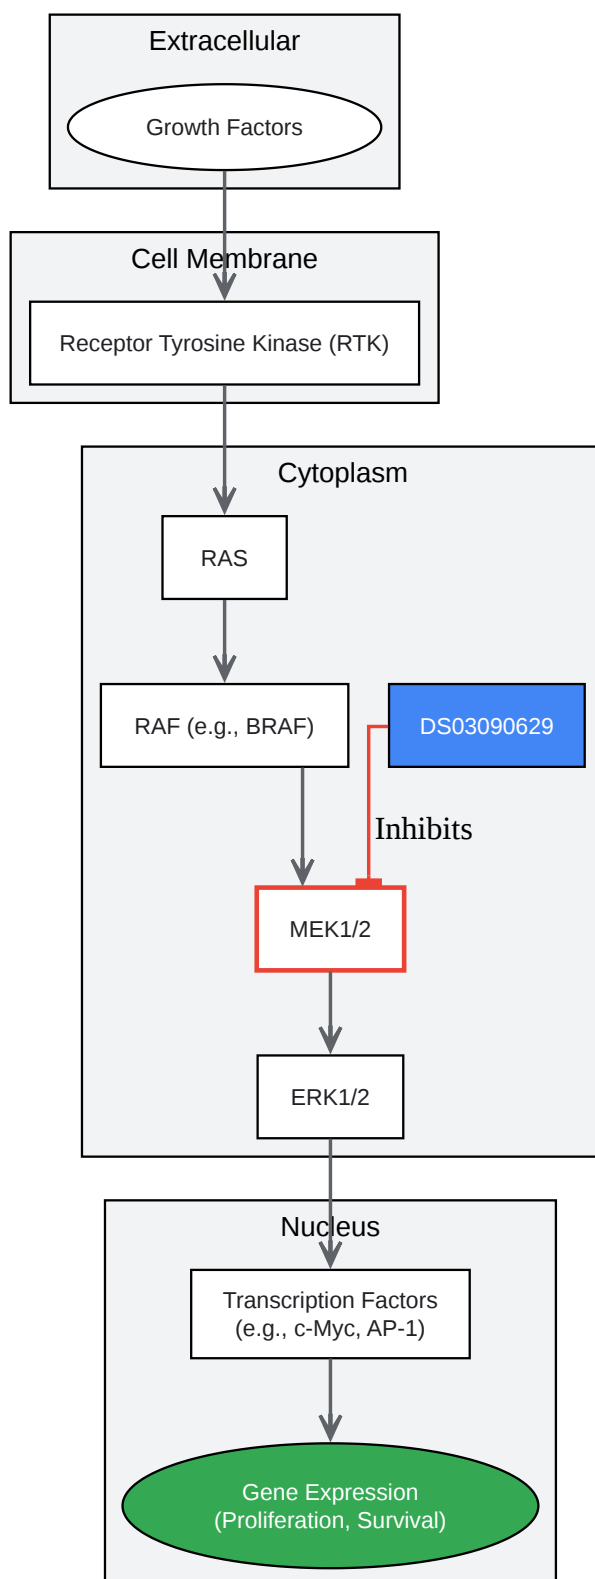 Extracellular
Growth Factors
Cell Membrane
Receptor Tyrosine Kinase (RTK)
Cytoplasm
RAS
RAF (e.g., BRAF)
DS03090629
Inhibits
MEK1/2
ERK1/2
Nucleus
Transcription Factors
(e.g., c-Myc, AP-1)
Gene Expression
(Proliferation, Survival)